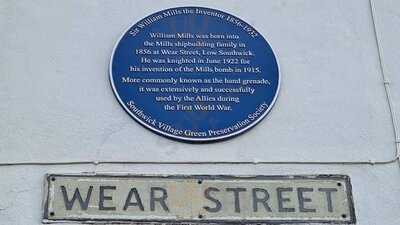 Sir William Mills the Inventor 1856-1932
William Mills was born into
the Mills shipbuilding family in
1856 at Wear Street, Low Southwick.
He was knighted in June 1922 for
his invention of the Mills bomb in 1915.
More commonly known as the hand grenade,
it was extensively and successfully
used by the Allies during
the First World War.
Southwick Village Green Preservation Society
WEAR STREET